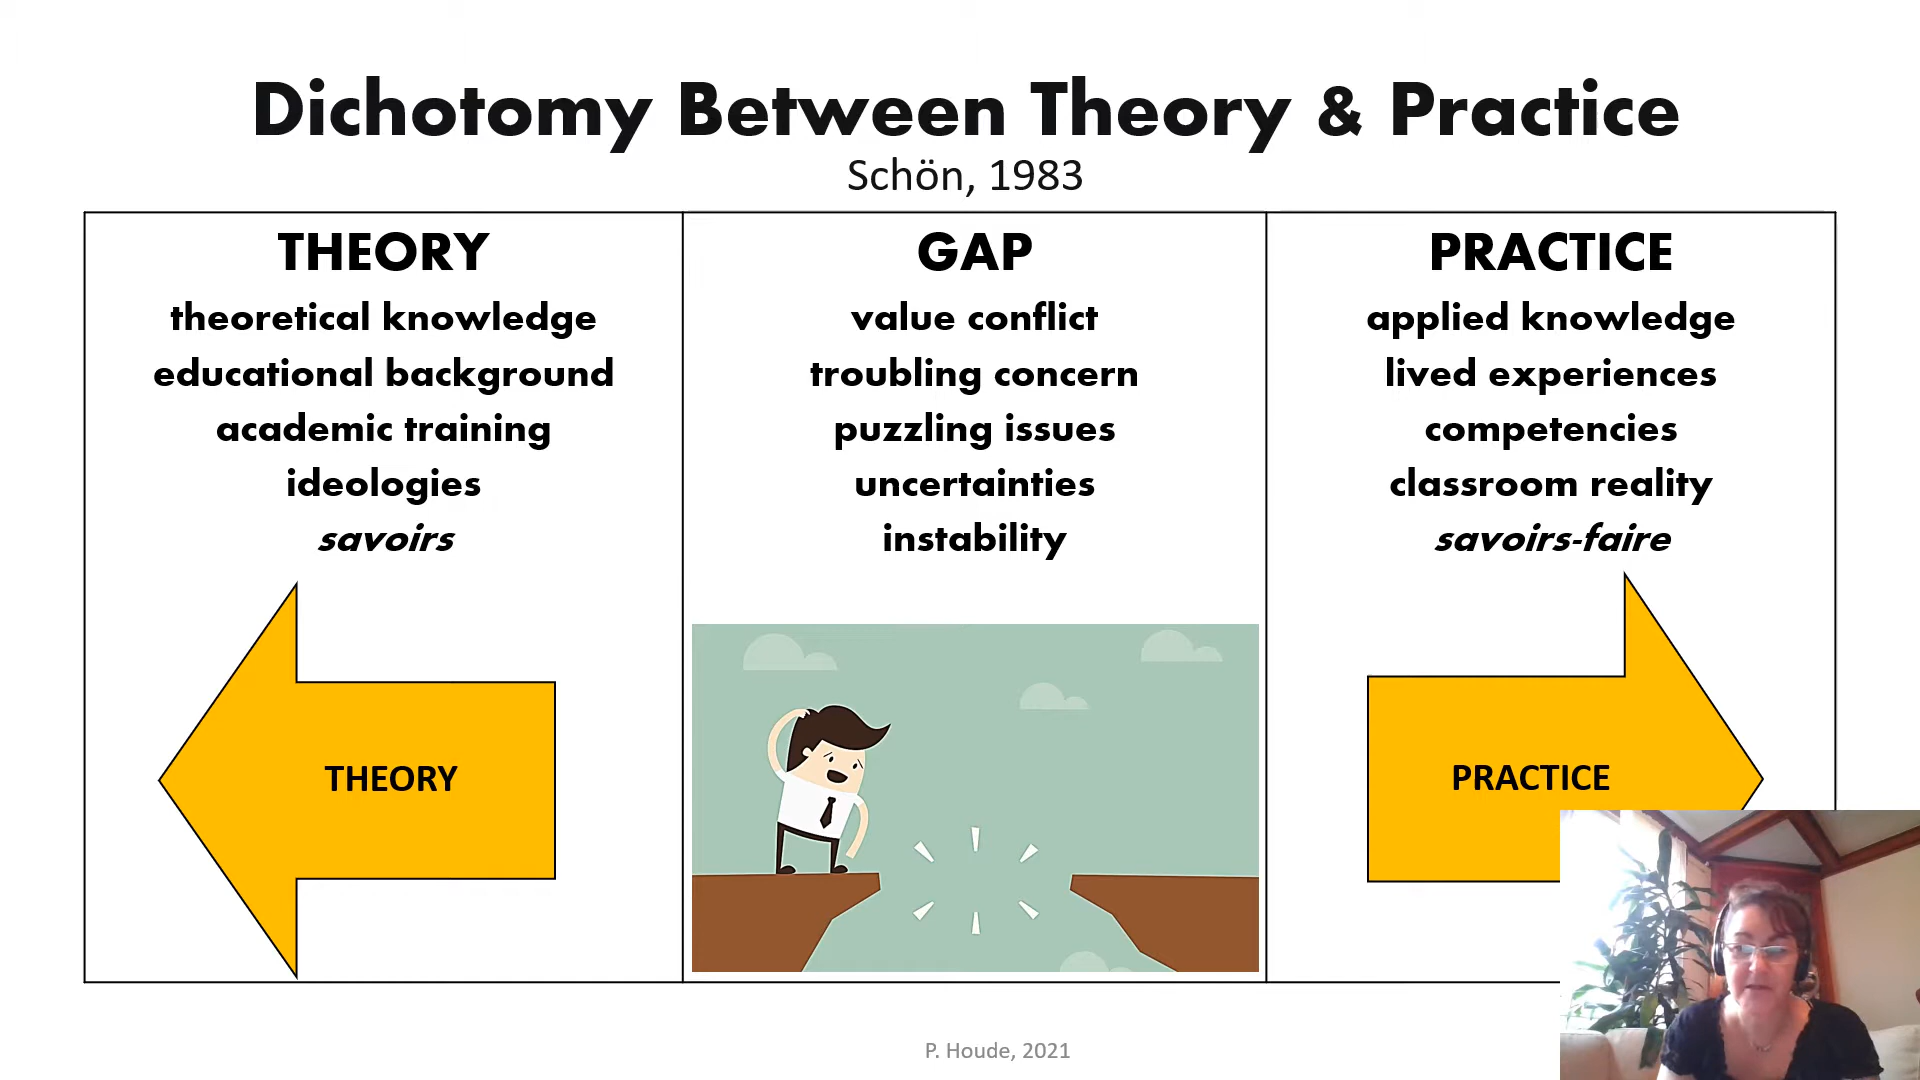 Dichotomy Between Theory & Practice
Schön, 1983
THEORY
theoretical knowledge
educational background
academic training
ideologies
savoirs
THEORY
GAP
value conflict
troubling concern
puzzling issues
uncertainties
instability
PRACTICE
applied knowledge
lived experiences
competencies
classroom reality
savoirs-faire
PRACTICE
P. Houde, 2021